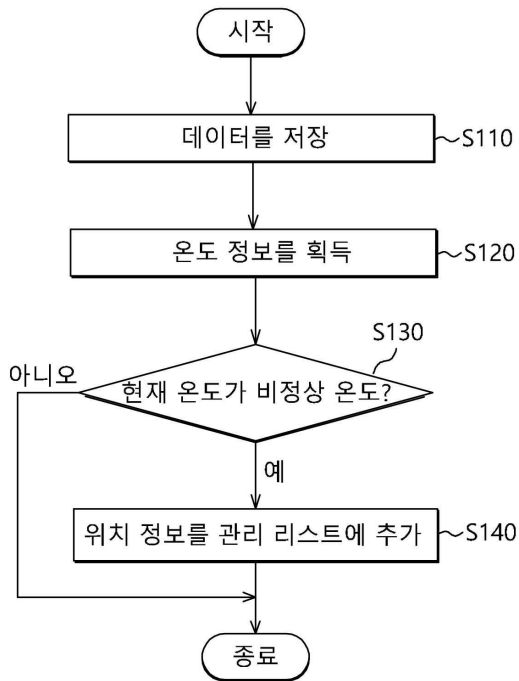 시작
데이터를 저장
S110
온도 정보를 획득
S120
S130
아니오
현재 온도가 비정상 온도?
예
위치 정보를 관리 리스트에 추가
S140
종료